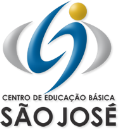 CENTRO DE EDUCAÇÃO BÁSICA
SÃO JOSÉ